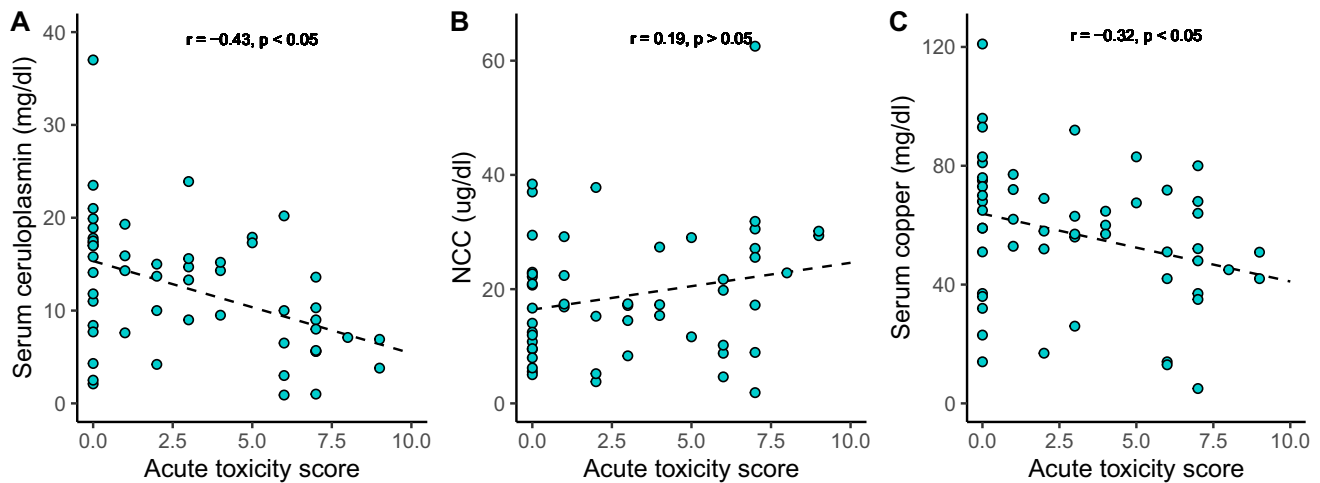 A
r = −0.43, p < 0.05
Serum ceruloplasmin (mg/dl)
40
30
20
10
0
0.0 2.5 5.0 7.5 10.0
Acute toxicity score
B
r = 0.19, p > 0.05
NCC (ug/dl)
60
40
20
0
0.0 2.5 5.0 7.5 10.0
Acute toxicity score
C
r = −0.32, p < 0.05
Serum copper (mg/dl)
120
80
40
0
0.0 2.5 5.0 7.5 10.0
Acute toxicity score